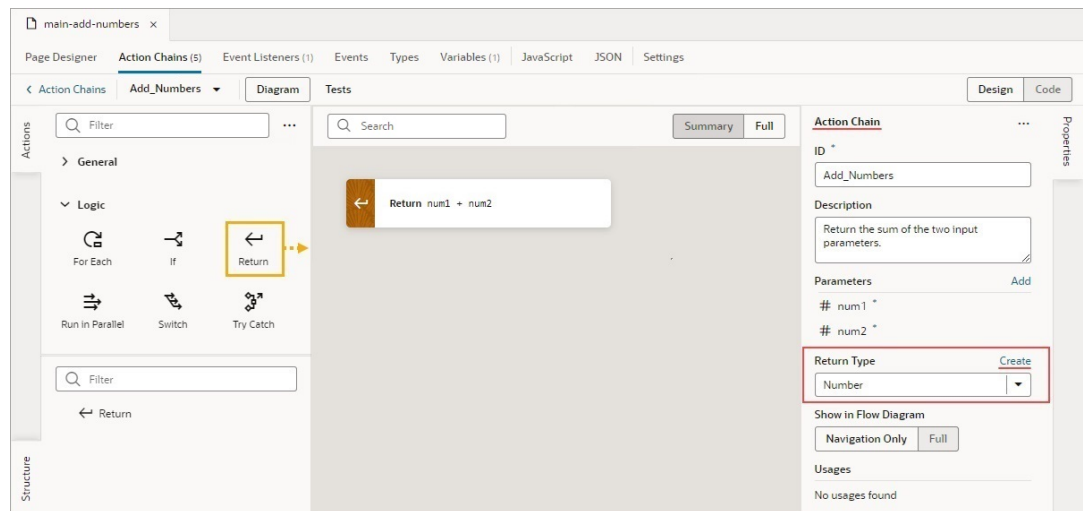 main-add-numbers ×
Page Designer Action Chains (5) Event Listeners (1) Events Types Variables (1) JavaScript JSON Settings
Action Chains Add_Numbers Diagram Tests Design Code
Actions
Filter
General
Logic
For Each If Return
Run in Parallel Switch Try Catch
Filter
Return
Structure
Search Summary Full
Return num1 + num2
Action Chain
ID *
Add_Numbers
Description
Return the sum of the two input
parameters.
Parameters Add
# num1 *
# num2 *
Return Type Create
Number
Show in Flow Diagram
Navigation Only Full
Usages
No usages found
Properties